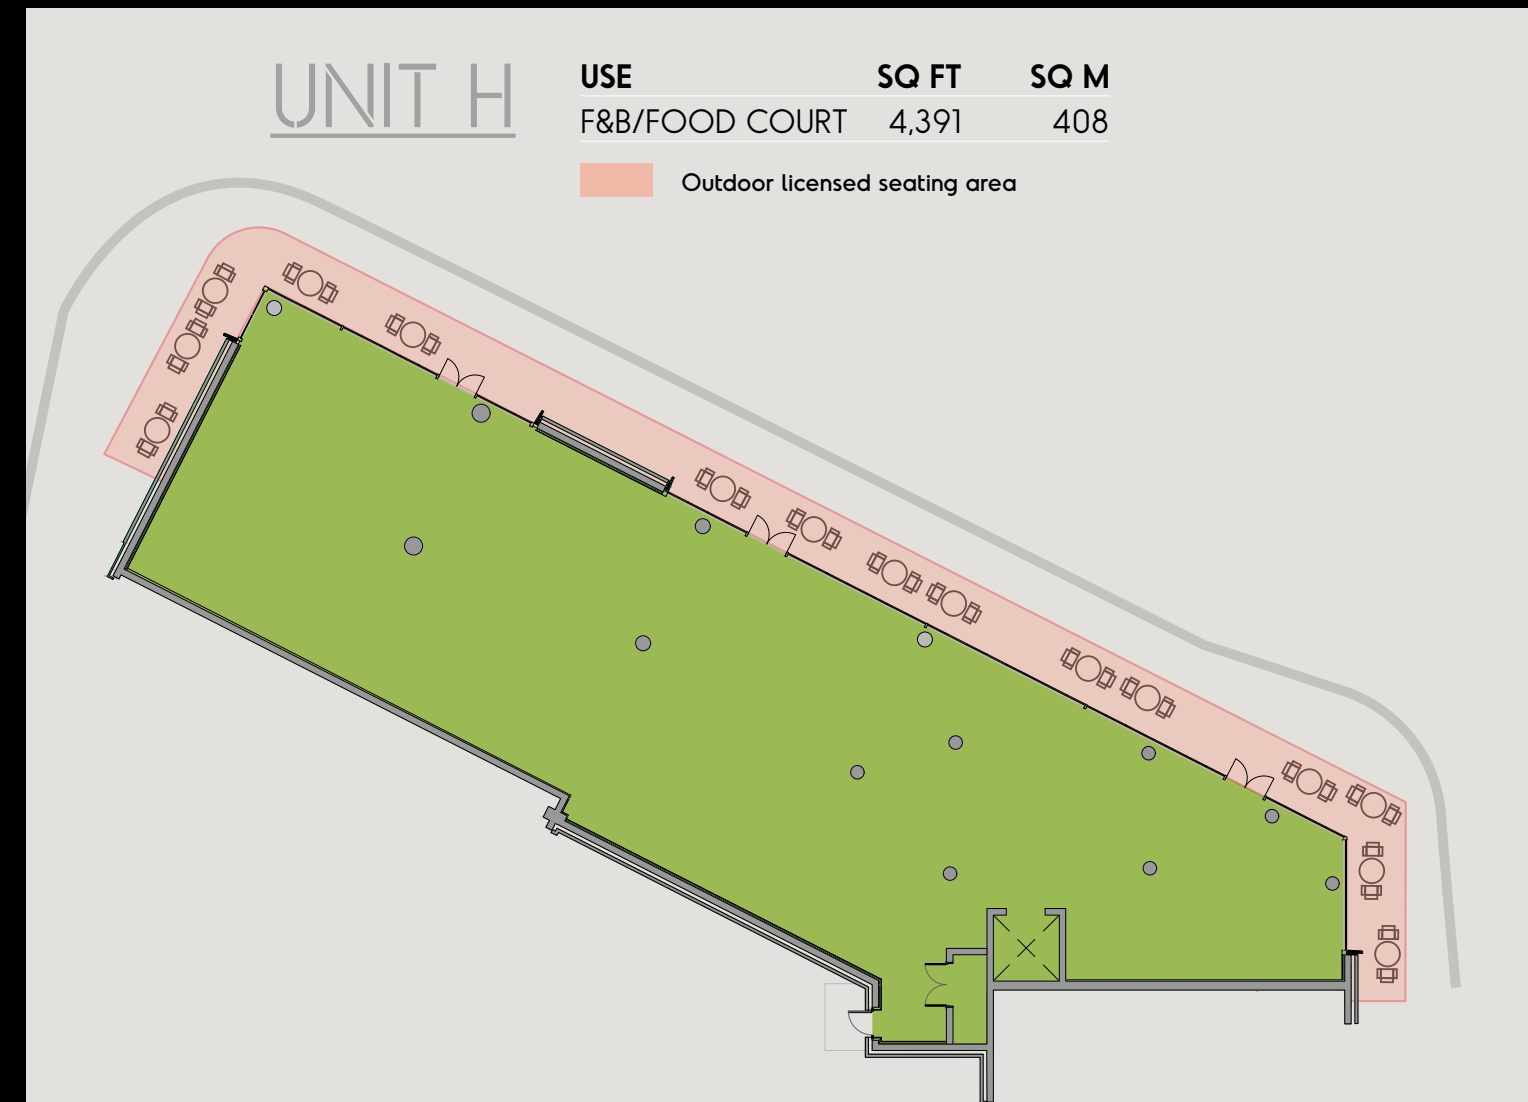 UNIT H
USE SQ FT SQ M
F&B/FOOD COURT 4,391 408
Outdoor licensed seating area